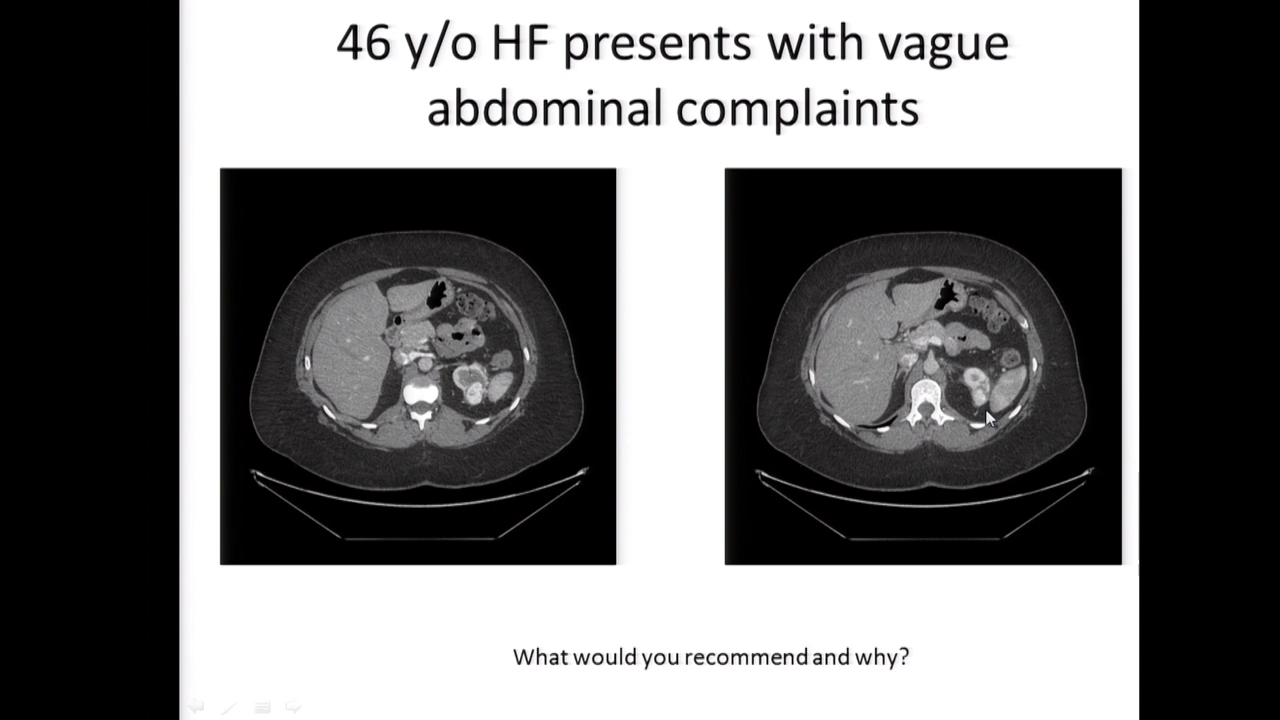 46 y/o HF presents with vague
abdominal complaints
What would you recommend and why?